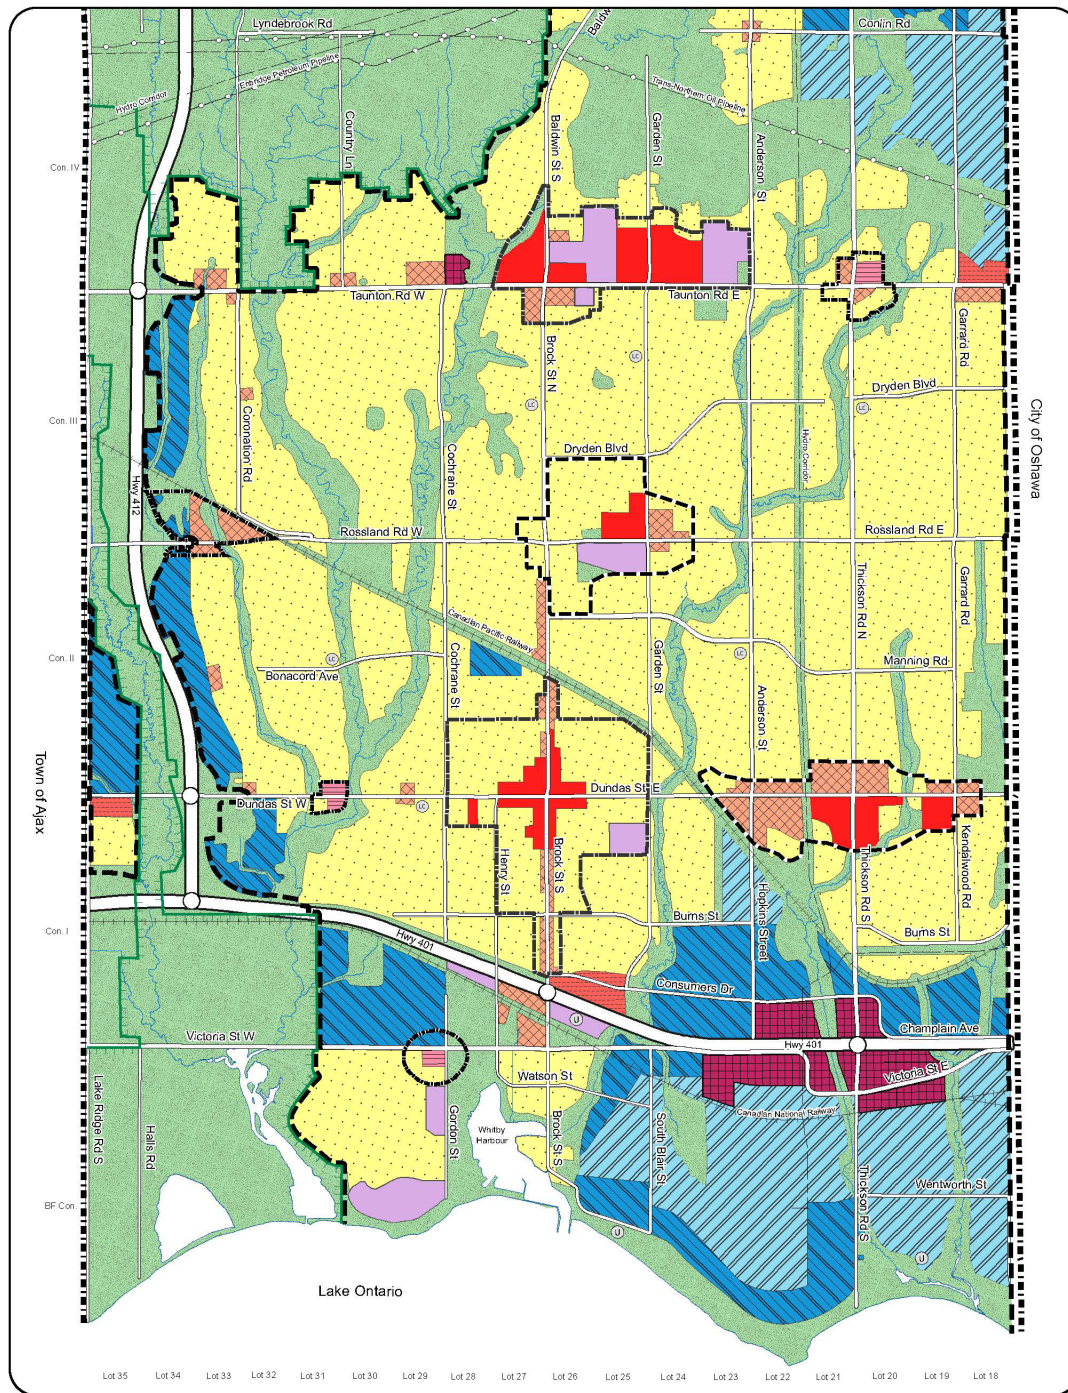 Lyndebrook Rd
Baldw
Conlin Rd
Enbridge Petroleum Pipeline
Hydro Corridor
Trans-Northern Oil Pipeline
Country Ln
Baldwin St S
Garden St
Anderson St
Con. IV
Taunton Rd W
Taunton Rd E
Brock St N
Garrard Rd
LC
Dryden Blvd
LC
LC
City of Oshawa
Con. III
Coronation Rd
Cochrane St
Dryden Blvd
Hydro Corridor
Hwy 412
Rossland Rd W
Rossland Rd E
Thickson Rd N
Garrard Rd
Canadian Pacific Railway
Con. II
LC
Bonacord Ave
Cochrane St
Garden St
LC
Manning Rd
Anderson St
Town of Ajax
Dundas St W
LC
Dundas St E
Henry St
Brock St S
Thickson Rd S
Kendalwood Rd
Hopkins Street
Burns St
Burns St
Con. I
Hwy 401
Consumers Dr
U
Champlain Ave
Victoria St W
Hwy 401
Victoria St E
Watson St
Canadian National Railway
Lake Ridge Rd S
Halls Rd
Gordon St
Whitby
Harbour
Brock St S
South Blair St
Thickson Rd S
Wentworth St
BF Con.
U
U
Lake Ontario
Lot 35
Lot 34
Lot 33
Lot 32
Lot 31
Lot 30
Lot 29
Lot 28
Lot 27
Lot 26
Lot 25
Lot 24
Lot 23
Lot 22
Lot 21
Lot 20
Lot 19
Lot 18